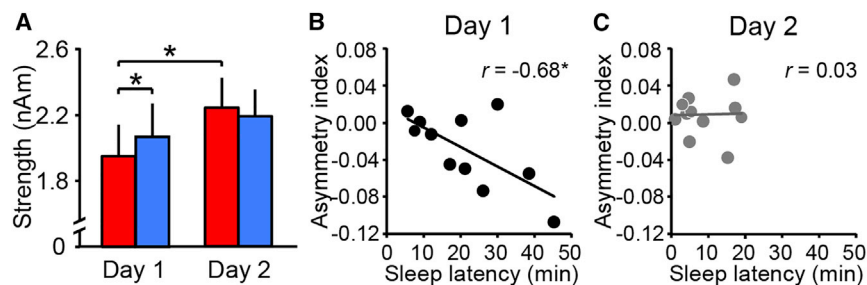 A
Strength (nAm)
2.6
2.2
1.8
0
*
*
Day 1
Day 2
B
Day 1
Asymmetry index
0.08
0.04
0.00
-0.04
-0.08
-0.12
r = -0.68*
0 10 20 30 40 50
Sleep latency (min)
C
Day 2
Asymmetry index
0.08
0.04
0.00
-0.04
-0.08
-0.12
r = 0.03
0 10 20 30 40 50
Sleep latency (min)